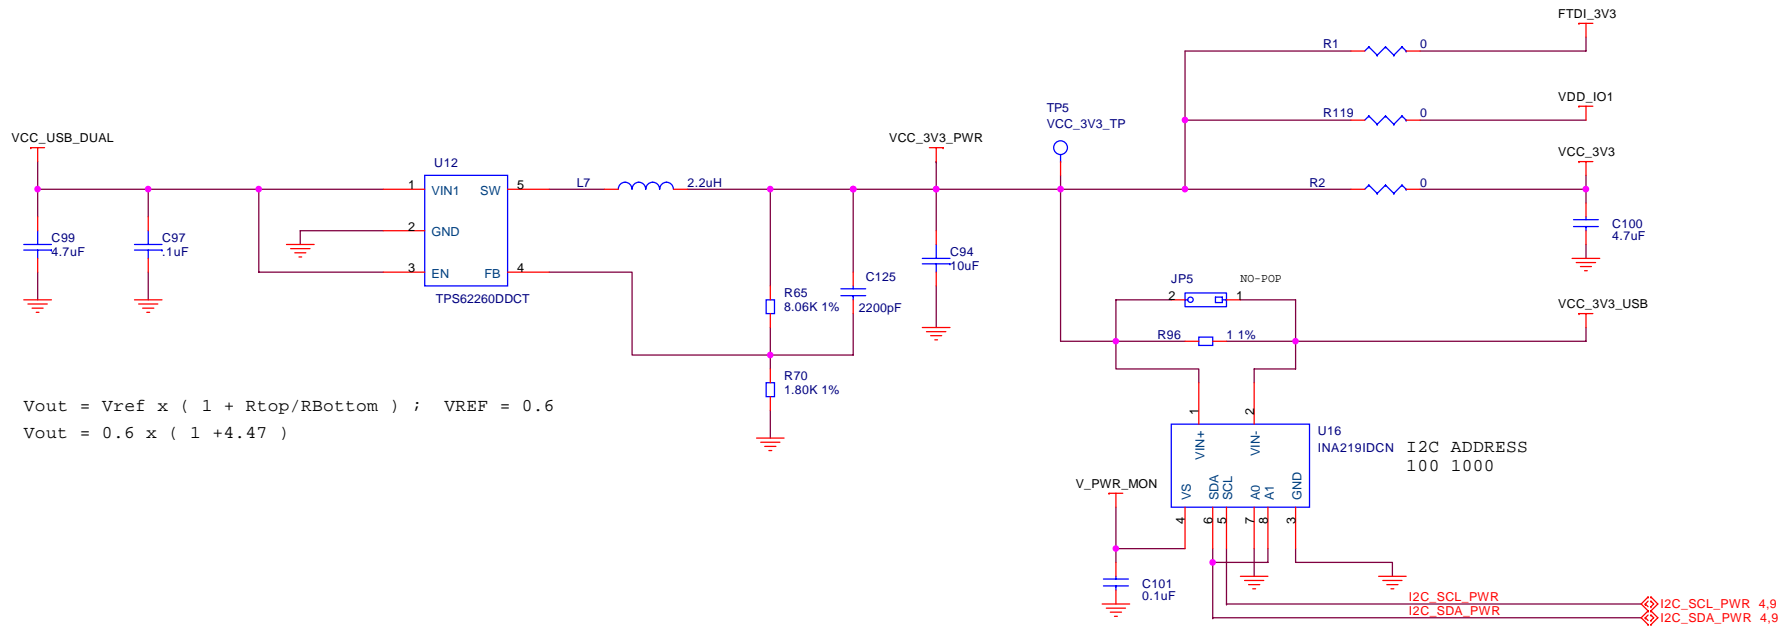 FTDI_3V3
R1
0
TP5
VCC_3V3_TP
VDD_IO1
R119
0
VCC_USB_DUAL
VCC_3V3_PWR
VCC_3V3
U12
1
VIN1
SW
5
L7
2.2uH
R2
0
2
GND
3
EN
FB
4
TPS62260DDCT
C99
4.7uF
C97
.1uF
C94
10uF
C100
4.7uF
C125
2200pF
R65
8.06K 1%
JP5
NO-POP
2
1
VCC_3V3_USB
R96
1 1%
R70
1.80K 1%
Vout = Vref x ( 1 + Rtop/RBottom ) ; VREF = 0.6
Vout = 0.6 x ( 1 +4.47 )
1
2
VIN+
VIN-
U16
INA219IDCN
I2C ADDRESS
100 1000
V_PWR_MON
VS
SDA
SCL
A0
A1
GND
4
6
5
7
8
3
C101
0.1uF
I2C_SCL_PWR
I2C_SCL_PWR 4,9
I2C_SDA_PWR
I2C_SDA_PWR 4,9